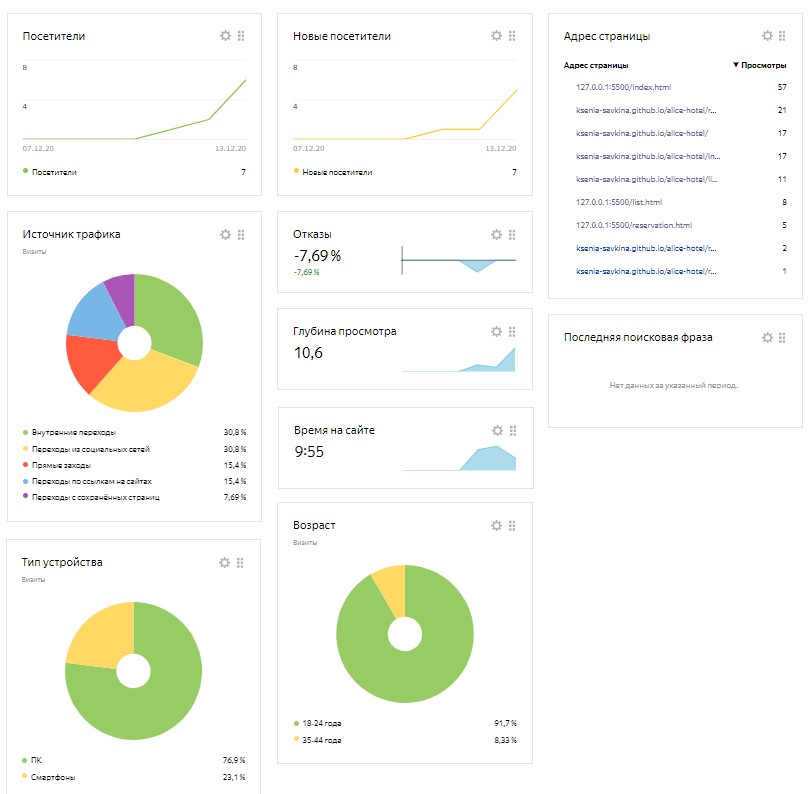 Посетители
8
4
07.12.20 13.12.20
Посетители 7
Новые посетители
8
4
07.12.20 13.12.20
Новые посетители 7
Адрес страницы
Адрес страницы ▼ Просмотры
127.0.0.1:5500/index.html 57
ksenia-savkina.github.io/alice-hotel/r... 21
ksenia-savkina.github.io/alice-hotel/ 17
ksenia-savkina.github.io/alice-hotel/in... 17
ksenia-savkina.github.io/alice-hotel/li... 11
127.0.0.1:5500/list.html 8
127.0.0.1:5500/reservation.html 5
ksenia-savkina.github.io/alice-hotel/r... 2
ksenia-savkina.github.io/alice-hotel/r... 1
Источник трафика
Визиты
Внутренние переходы 30,8 %
Переходы из социальных сетей 30,8 %
Прямые заходы 15,4 %
Переходы по ссылкам на сайтах 15,4 %
Переходы с сохранённых страниц 7,69 %
Отказы
-7,69 %
-7,69 %
Глубина просмотра
10,6
Время на сайте
9:55
Последняя поисковая фраза
Нет данных за указанный период.
Тип устройства
Визиты
ПК 76,9 %
Смартфоны 23,1 %
Возраст
Визиты
18-24 года 91,7 %
35-44 года 8,33 %